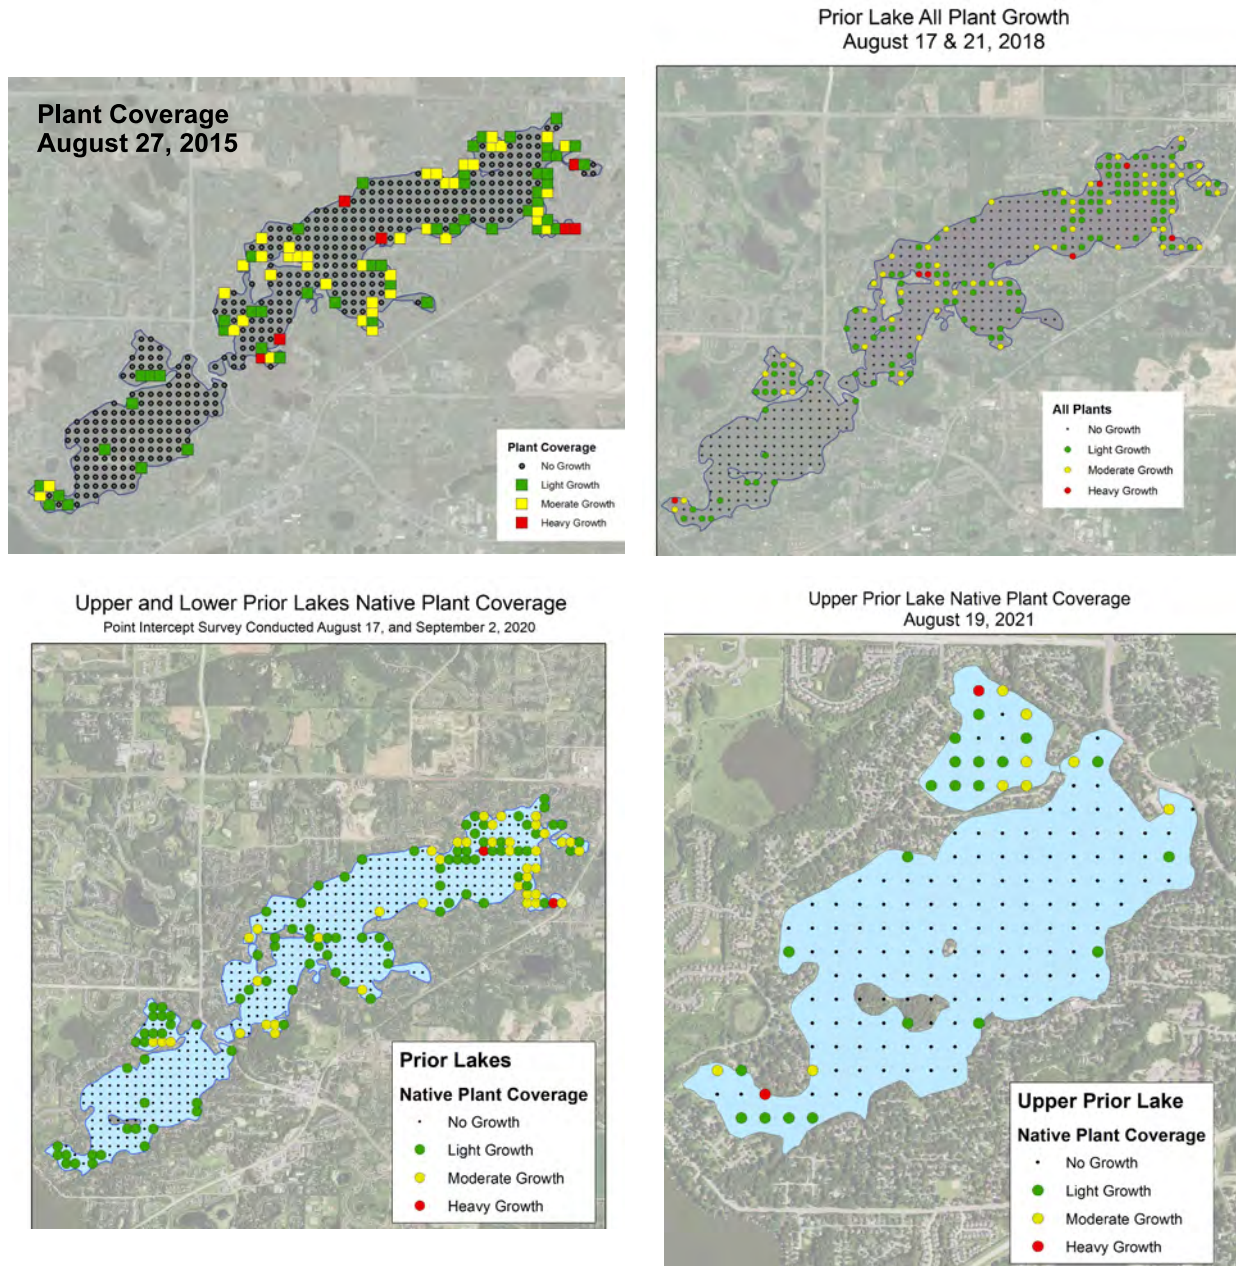 Plant Coverage
August 27, 2015
Plant Coverage
No Growth
Light Growth
Moerate Growth
Heavy Growth
Prior Lake All Plant Growth
August 17 & 21, 2018
All Plants
No Growth
Light Growth
Moderate Growth
Heavy Growth
Upper and Lower Prior Lakes Native Plant Coverage
Point Intercept Survey Conducted August 17, and September 2, 2020
Prior Lakes
Native Plant Coverage
No Growth
Light Growth
Moderate Growth
Heavy Growth
Upper Prior Lake Native Plant Coverage
August 19, 2021
Upper Prior Lake
Native Plant Coverage
No Growth
Light Growth
Moderate Growth
Heavy Growth